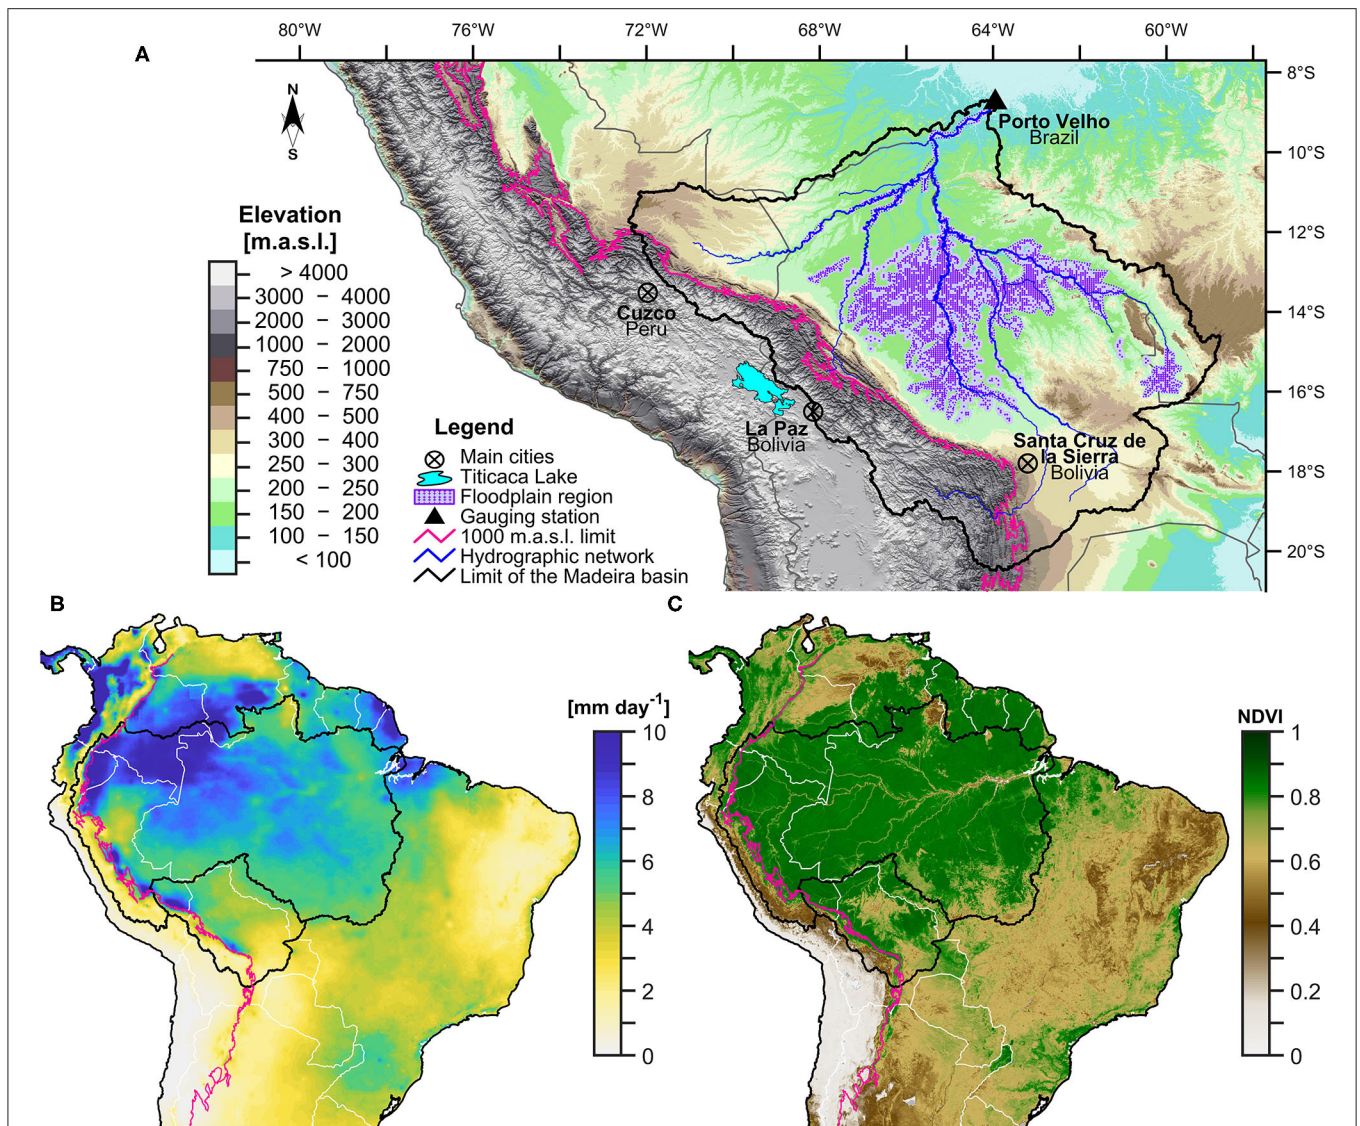 A
80°W 76°W 72°W 68°W 64°W 60°W
8°S
10°S
12°S
14°S
16°S
18°S
20°S
N
S
Porto Velho
Brazil
Cuzco
Peru
La Paz
Bolivia
Santa Cruz de
la Sierra
Bolivia
Elevation
[m.a.s.l.]
> 4000
3000 – 4000
2000 – 3000
1000 – 2000
750 – 1000
500 – 750
400 – 500
300 – 400
250 – 300
200 – 250
150 – 200
100 – 150
< 100
Legend
Main cities
Titicaca Lake
Floodplain region
Gauging station
1000 m.a.s.l. limit
Hydrographic network
Limit of the Madeira basin
B
[mm day-1]
10
8
6
4
2
0
C
NDVI
1
0.8
0.6
0.4
0.2
0